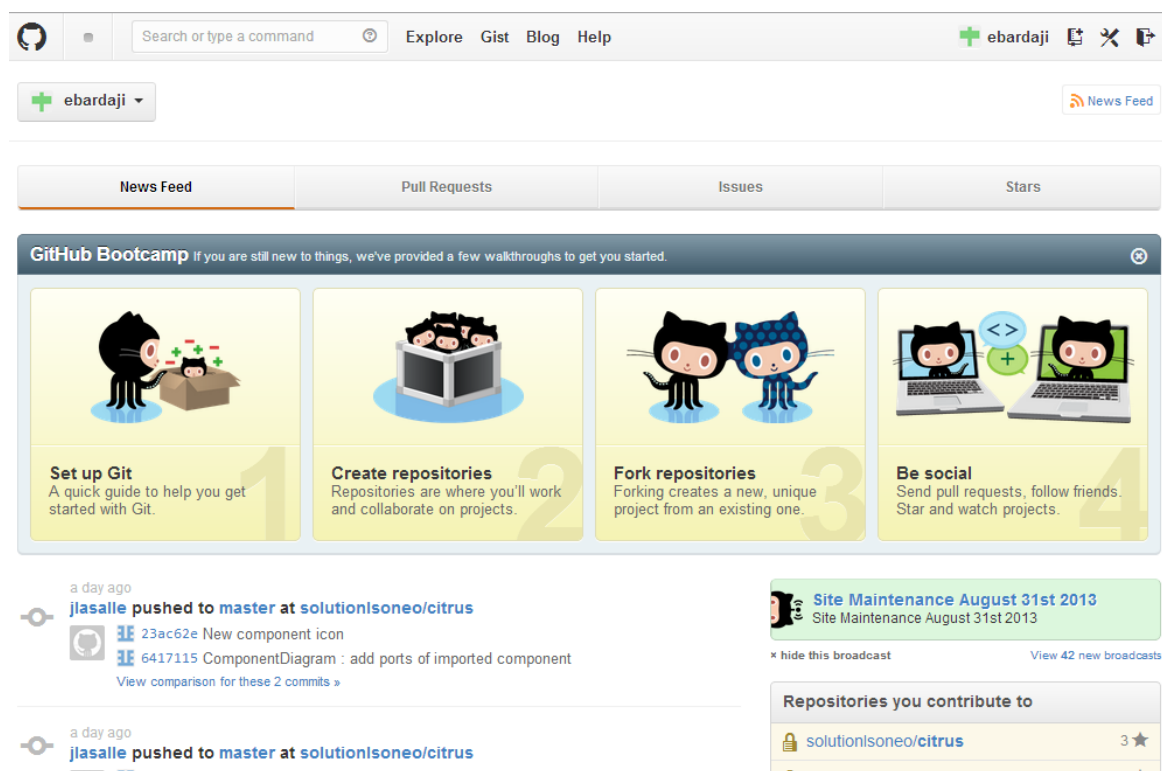 Search or type a command
Explore Gist Blog Help
ebardaji
ebardaji
News Feed
News Feed
Pull Requests
Issues
Stars
GitHub Bootcamp If you are still new to things, we've provided a few walkthroughs to get you started.
1
Set up Git
A quick guide to help you get
started with Git.
2
Create repositories
Repositories are where you'll work
and collaborate on projects.
3
Fork repositories
Forking creates a new, unique
project from an existing one.
4
Be social
Send pull requests, follow friends.
Star and watch projects.
a day ago
jlasalle pushed to master at solutionlsoneo/citrus
23ac62e New component icon
6417115 ComponentDiagram : add ports of imported component
View comparison for these 2 commits »
a day ago
jlasalle pushed to master at solutionlsoneo/citrus
Site Maintenance August 31st 2013
Site Maintenance August 31st 2013
× hide this broadcast
View 42 new broadcasts
Repositories you contribute to
solutionlsoneo/citrus
3 ★